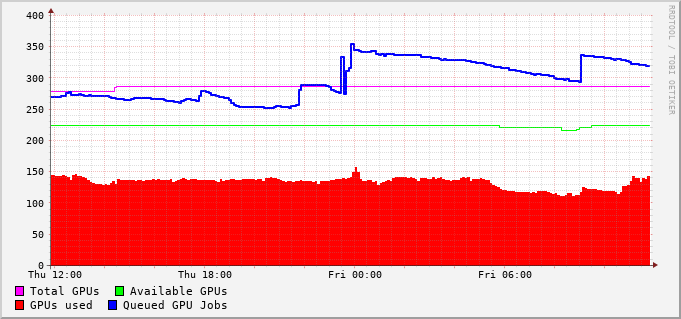 400
350
300
250
200
150
100
50
0
Thu 12:00 Thu 18:00 Fri 00:00 Fri 06:00
Total GPUs Available GPUs
GPUs used Queued GPU Jobs
RRDTOOL / TOBI OETIKER